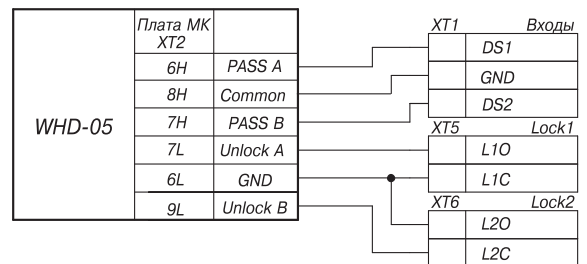 WHD-05
Плата МК
XT2
6H PASS A
8H Common
7H PASS B
7L Unlock A
6L GND
9L Unlock B
XT1 Входы
DS1
GND
DS2
XT5 Lock1
L1O
L1C
XT6 Lock2
L2O
L2C